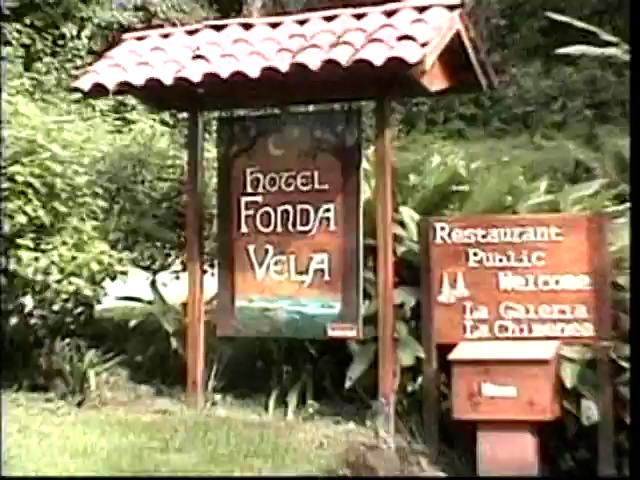 HOTEL
FONDA
VELA
Restaurant
Public
Welcome
La Galeria
La Chimenea